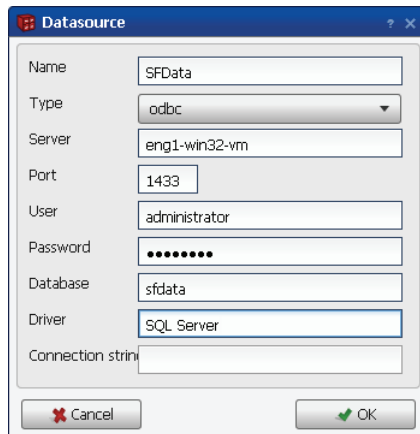 Datasource ? ×
Name SFData
Type odbc
Server eng1-win32-vm
Port 1433
User administrator
Password ••••••••
Database sfdata
Driver SQL Server
Connection strin
Cancel OK